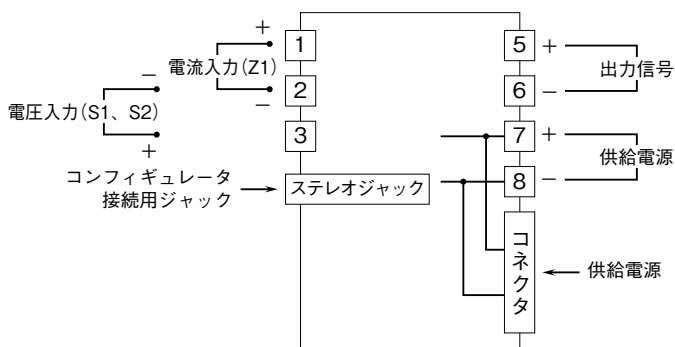 +
1
電流入力(Z1)
−
2
−
電圧入力(S1、S2)
+
3
コンフィギュレータ
接続用ジャック
ステレオジャック
5
+
出力信号
6
−
7
+
供給電源
8
−
コネクタ
供給電源